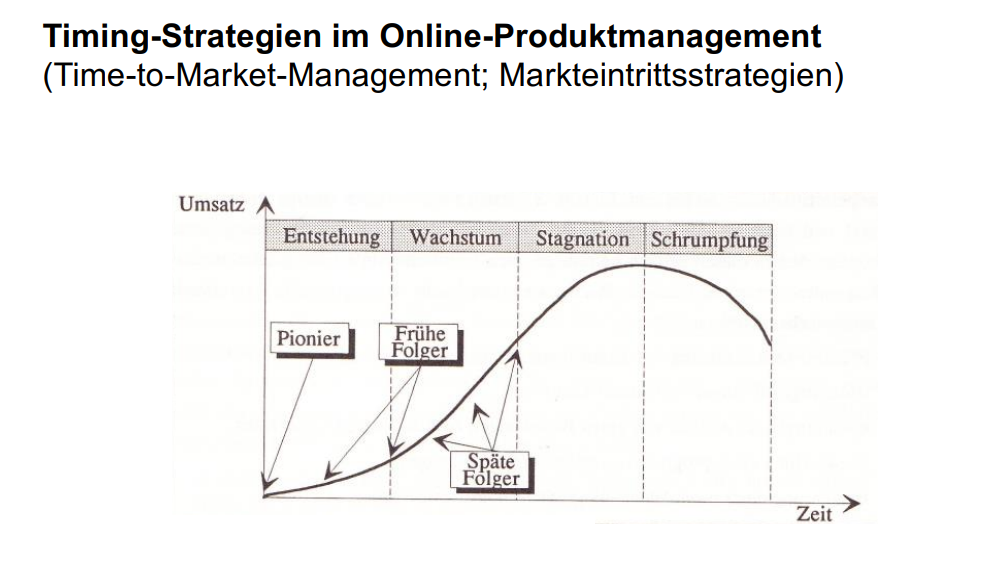 Timing-Strategien im Online-Produktmanagement
(Time-to-Market-Management; Markteintrittsstrategien)
Umsatz
Entstehung Wachstum Stagnation Schrumpfung
Pionier
Frühe
Folger
Späte
Folger
Zeit